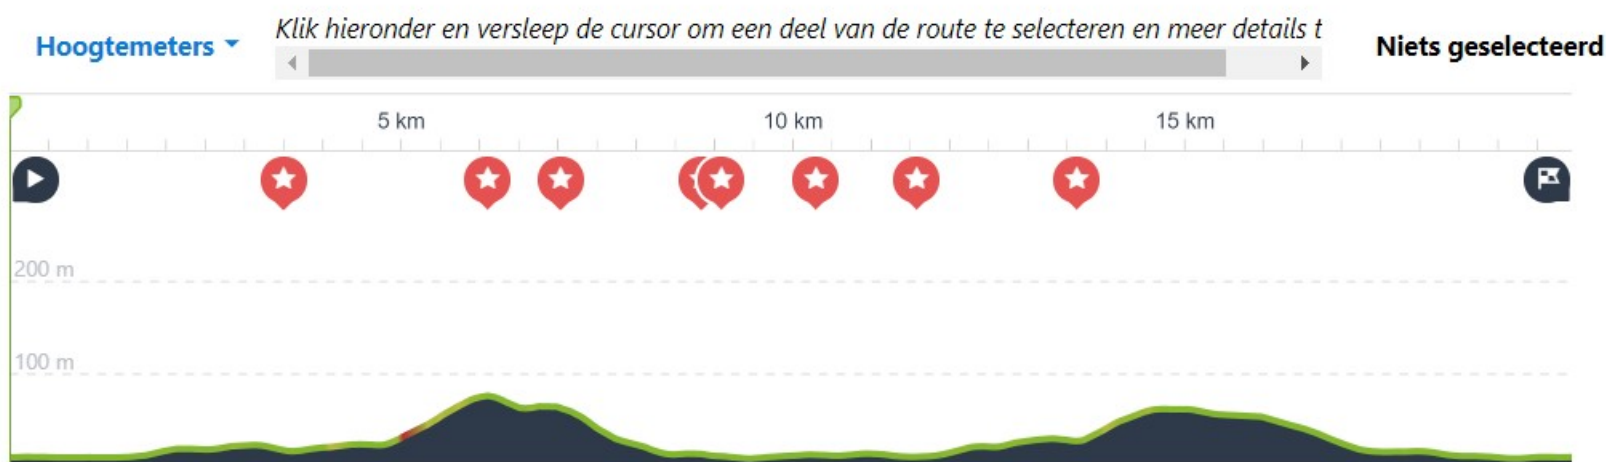 Hoogtemeters
Klik hieronder en versleep de cursor om een deel van de route te selecteren en meer details t
Niets geselecteerd
5 km
10 km
15 km
200 m
100 m